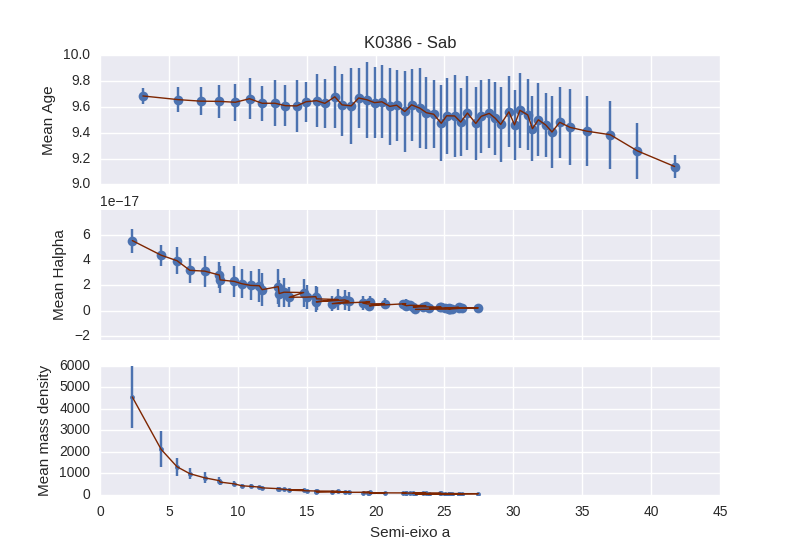 K0386 - Sab
10.0
9.8
9.6
9.4
9.2
9.0
Mean Age
1e−17
6
4
2
0
−2
Mean Halpha
6000
5000
4000
3000
2000
1000
0
Mean mass density
0 5 10 15 20 25 30 35 40 45
Semi-eixo a